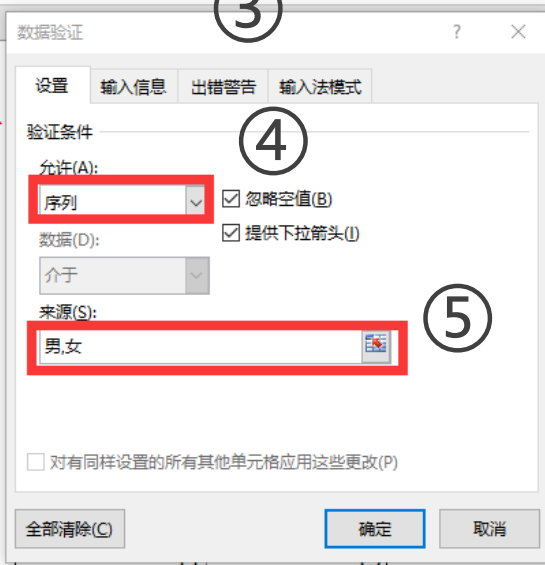 ③
数据验证 ?
设置 输入信息 出错警告 输入法模式
④
验证条件
允许(A):
序列 忽略空值(B)
数据(D): 提供下拉箭头(I)
介于
来源(S): ⑤
男,女
对有同样设置的所有其他单元格应用这些更改(P)
全部清除(C) 确定 取消